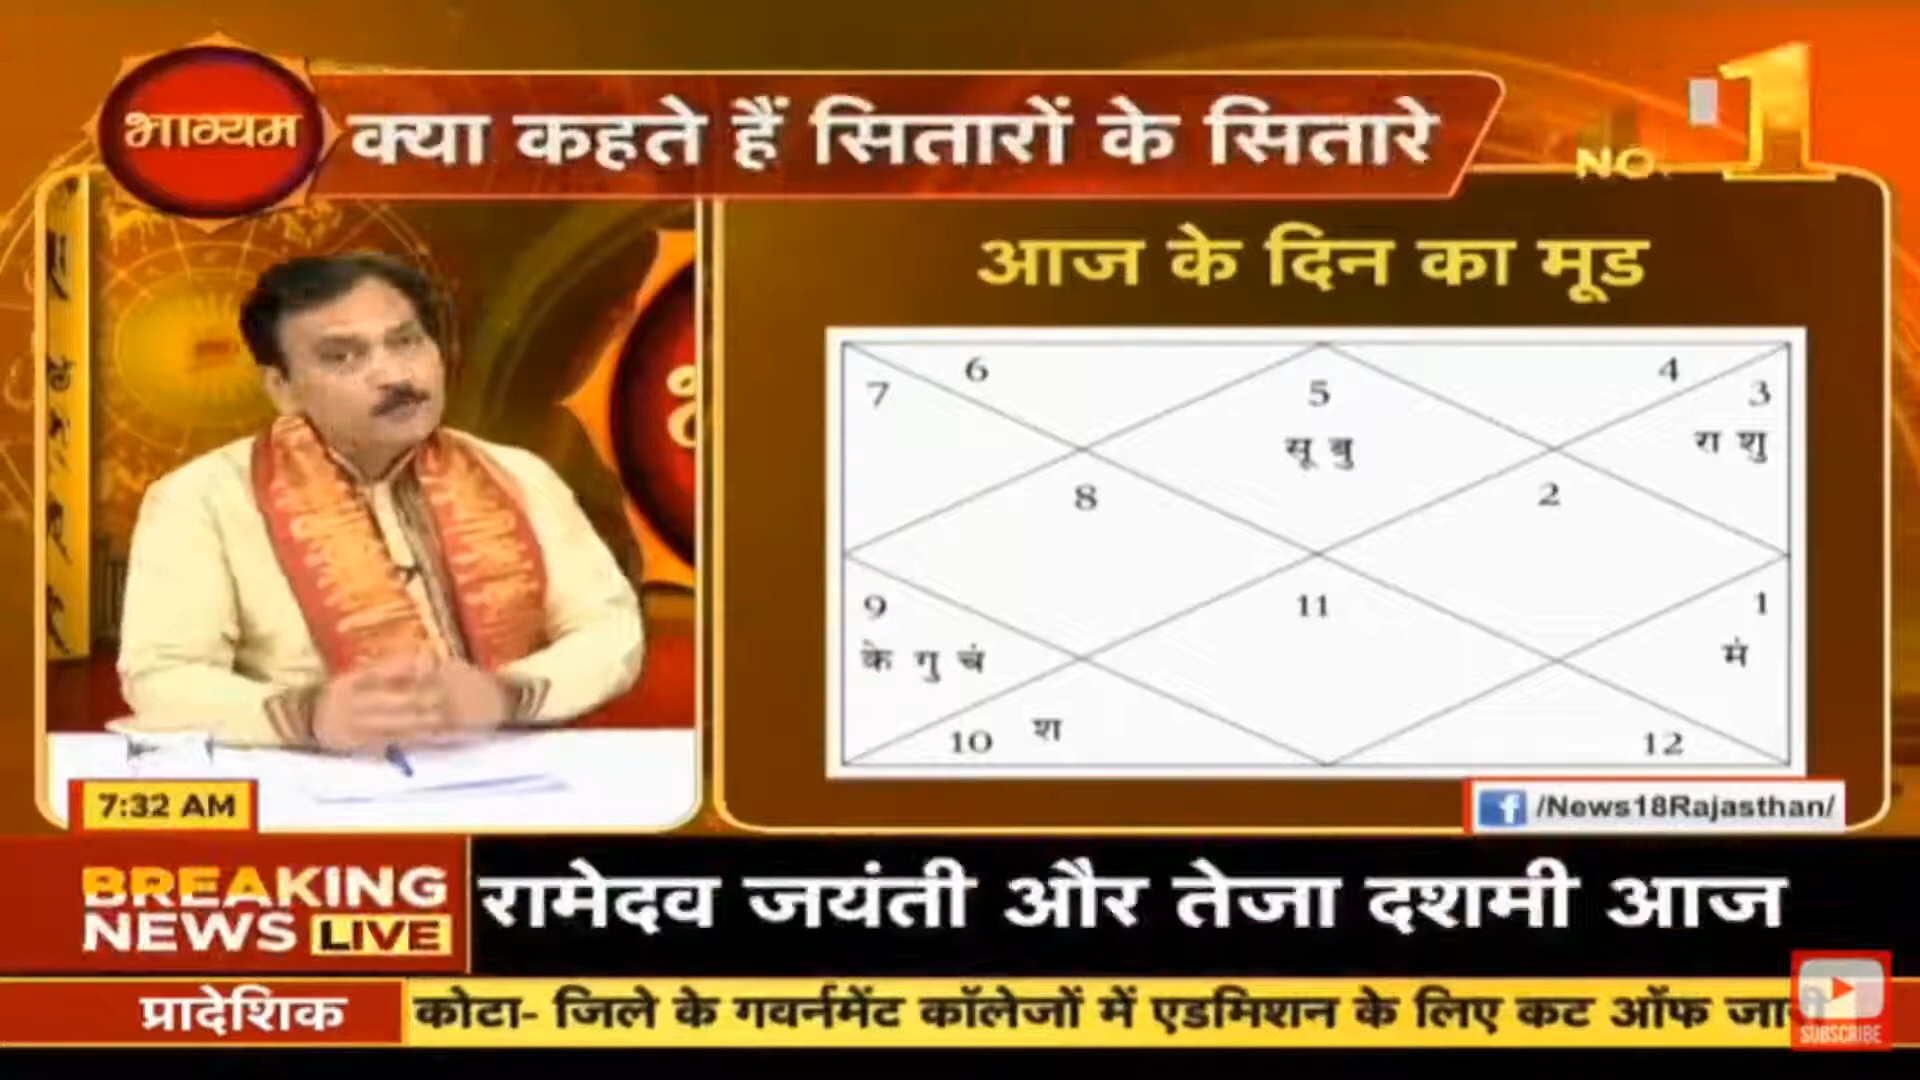 भाग्यम
क्या कहते हैं सितारों के सितारे
NO. 1
आज के दिन का मूड
6
7
5
4
3
सू बु
रा शु
8
2
9
11
1
के गु चं
मं
10
श
12
7:32 AM
/News18Rajasthan/
BREAKING
NEWS LIVE
रामेदव जयंती और तेजा दशमी आज
प्रादेशिक
कोटा- जिले के गवर्नमेंट कॉलेजों में एडमिशन के लिए कट ऑफ
SUBSCRIBE